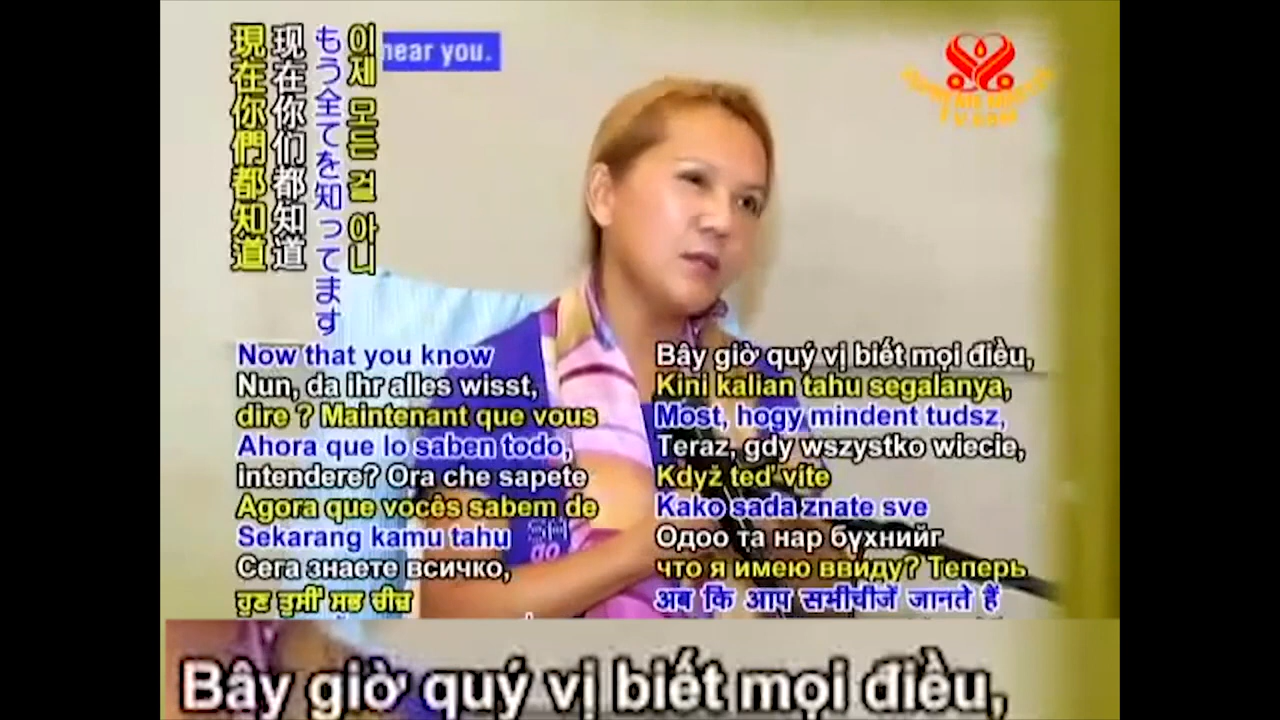 現在你們都知道
现在你们都知道
もう全てを知ってます
이제 모든 걸 아니
hear you.
Now that you know
Nun, da ihr alles wisst,
dire ? Maintenant que vous
Ahora que lo saben todo,
intendere? Ora che sapete
Agora que vocês sabem de
Sekarang kamu tahu
Сега знаете всичко,
ਹੁਣ ਤੁਸੀਂ ਸਭ ਚੀਜ਼
Bây giờ quý vị biết mọi điều,
Kini kalian tahu segalanya,
Most, hogy mindent tudsz,
Teraz, gdy wszystko wiecie,
Když teď víte
Kako sada znate sve
Одоо та нар бүхнийг
что я имею ввиду? Теперь
अब कि आप सभीचीजें जानते हैं
Bây giờ quý vị biết mọi điều,